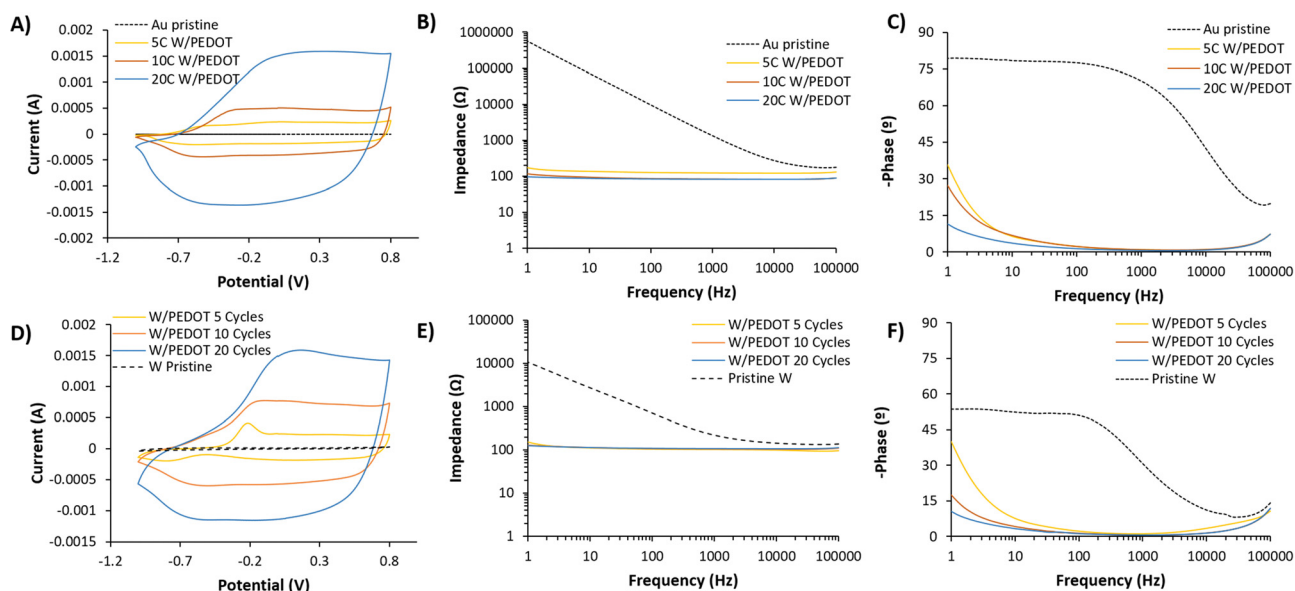 A)
0.002
0.0015
0.001
0.0005
0
-0.0005
-0.001
-0.0015
-0.002
Current (A)
-1.2
-0.7
-0.2
0.3
0.8
Potential (V)
Au pristine
5C W/PEDOT
10C W/PEDOT
20C W/PEDOT
B)
1000000
100000
10000
1000
100
10
1
Impedance (Ω)
1
10
100
1000
10000
100000
Frequency (Hz)
Au pristine
5C W/PEDOT
10C W/PEDOT
20C W/PEDOT
C)
90
75
60
45
30
15
0
-Phase (º)
1
10
100
1000
10000
100000
Frequency (Hz)
Au pristine
5C W/PEDOT
10C W/PEDOT
20C W/PEDOT
D)
0.002
0.0015
0.001
0.0005
0
-0.0005
-0.001
-0.0015
Current (A)
-1.2
-0.7
-0.2
0.3
0.8
Potential (V)
W/PEDOT 5 Cycles
W/PEDOT 10 Cycles
W/PEDOT 20 Cycles
W Pristine
E)
100000
10000
1000
100
10
1
Impedance (Ω)
1
10
100
1000
10000
100000
Frequency (Hz)
W/PEDOT 5 Cycles
W/PEDOT 10 Cycles
W/PEDOT 20 Cycles
Pristine W
F)
90
75
60
45
30
15
0
-Phase (º)
1
10
100
1000
10000
100000
Frequency (Hz)
W/PEDOT 5 Cycles
W/PEDOT 10 Cycles
W/PEDOT 20 Cycles
Pristine W